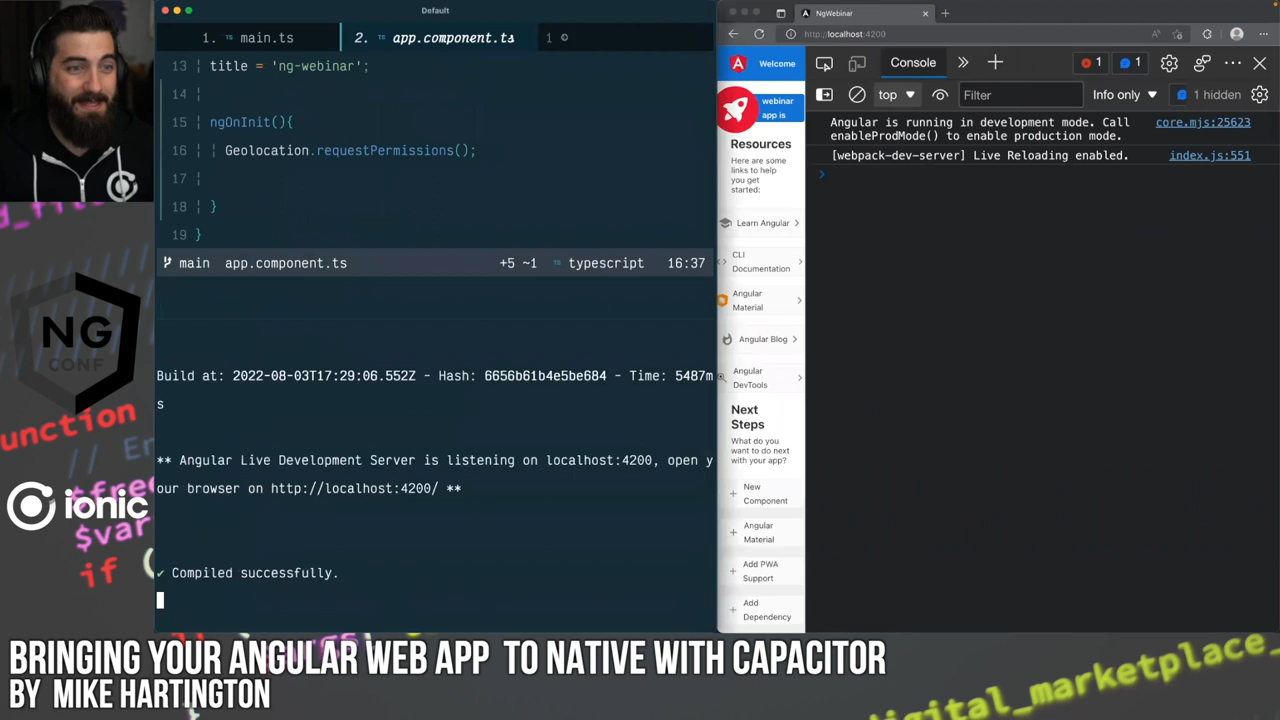 Default
1. TS main.ts
2. TS app.component.ts
1
13 title = 'ng-webinar';
14
15 ngOnInit(){
16 Geolocation.requestPermissions();
17
18 }
19 }
main app.component.ts +5 ~1 TS typescript 16:37
Build at: 2022-08-03T17:29:06.552Z - Hash: 6656b61b4e5be684 - Time: 5487m
s
** Angular Live Development Server is listening on localhost:4200, open y
our browser on http://localhost:4200/ **
✔ Compiled successfully.
NgWebinar
http://localhost:4200
Welcome
webinar
app is
Resources
Here are some
links to help
you get
started:
Learn Angular
CLI
Documentation
Angular
Material
Angular Blog
Angular
DevTools
Next
Steps
What do you
want to do next
with your app?
New
Component
Angular
Material
Add PWA
Support
Add
Dependency
Console
1
1
top
Filter
Info only
1 hidden
Angular is running in development mode. Call core.mjs:25623
enableProdMode() to enable production mode.
[webpack-dev-server] Live Reloading enabled. index.js:551
NG
CONF
unction
// E
ionic
$fre
$var
if (
digital_marketplace_
BRINGING YOUR ANGULAR WEB APP TO NATIVE WITH CAPACITOR
BY MIKE HARTINGTON